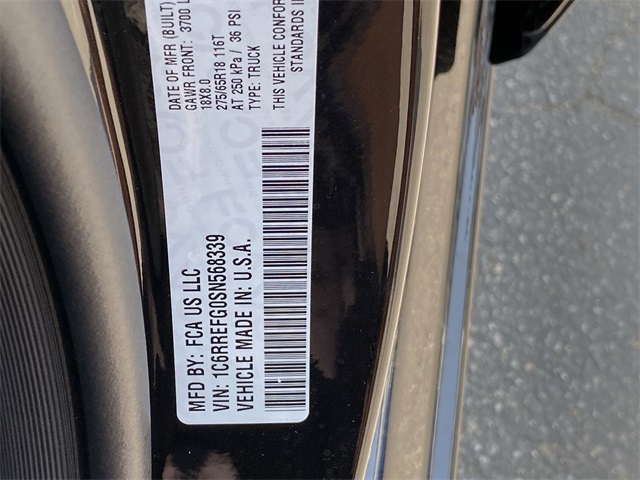 MFD BY: FCA US LLC
DATE OF MFR (BUILT)
GAWR FRONT: 3700
18X8.0
275/65R18 116T
AT 250 kPa / 36 PSI
TYPE: TRUCK
THIS VEHICLE CONFOR
STANDARDS
VIN: 1C6RREFG0SN568339
VEHICLE MADE IN: U.S.A.